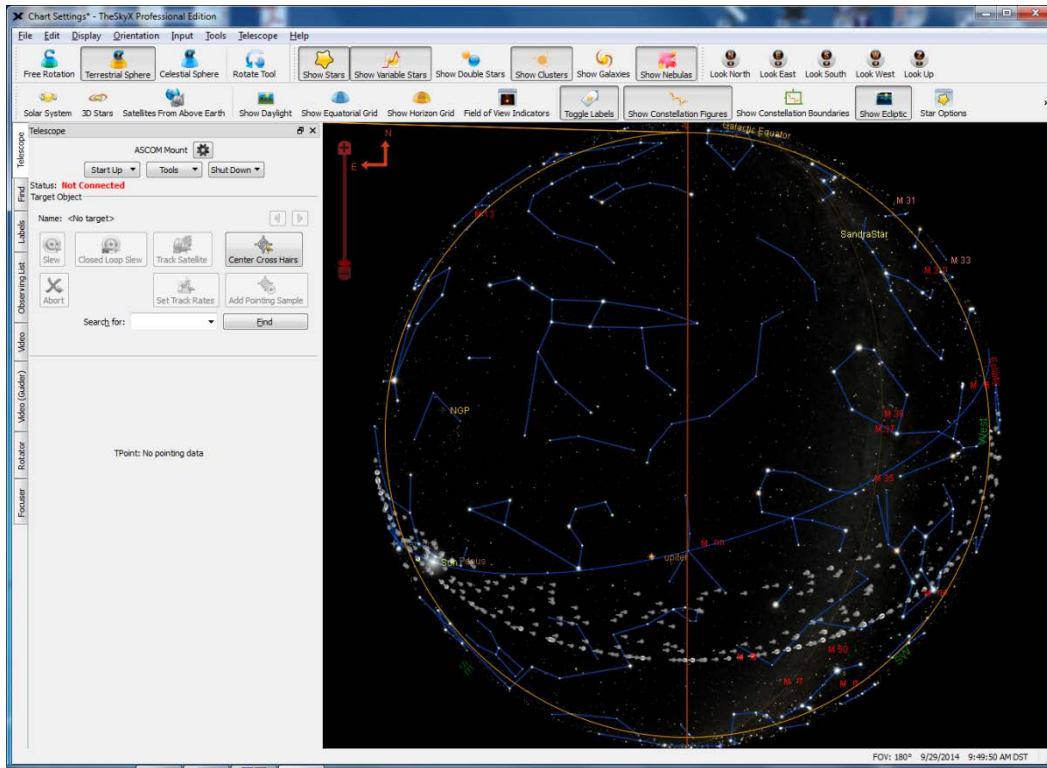 Chart Settings* - TheSkyX Professional Edition
File Edit Display Orientation Input Tools Telescope Help
Free Rotation Terrestrial Sphere Celestial Sphere Rotate Tool Show Stars Show Variable Stars Show Double Stars Show Clusters Show Galaxies Show Nebulas Look North Look East Look South Look West Look Up
Solar System 3D Stars Satellites From Above Earth Show Daylight Show Equatorial Grid Show Horizon Grid Field of View Indicators Toggle Labels Show Constellation Figures Show Constellation Boundaries Show Ecliptic Star Options
Telescope
Find
Labels
Observing List
Video
Video (Guider)
Rotator
Focuser
Telescope
ASCOM Mount
Start Up Tools Shut Down
Status: Not Connected
Target Object
Name: <No target>
Slew Closed Loop Slew Track Satellite Center Cross Hairs
Abort Set Track Rates Add Pointing Sample
Search for: Find
TPoint: No pointing data
N
E
Galactic Equator
M 31
SandraStar
M 33
NGP
M 38
M 37
West
M 35
Sun
upiter
M 50
SW
SE
FOV: 180° 9/29/2014 9:49:50 AM DST